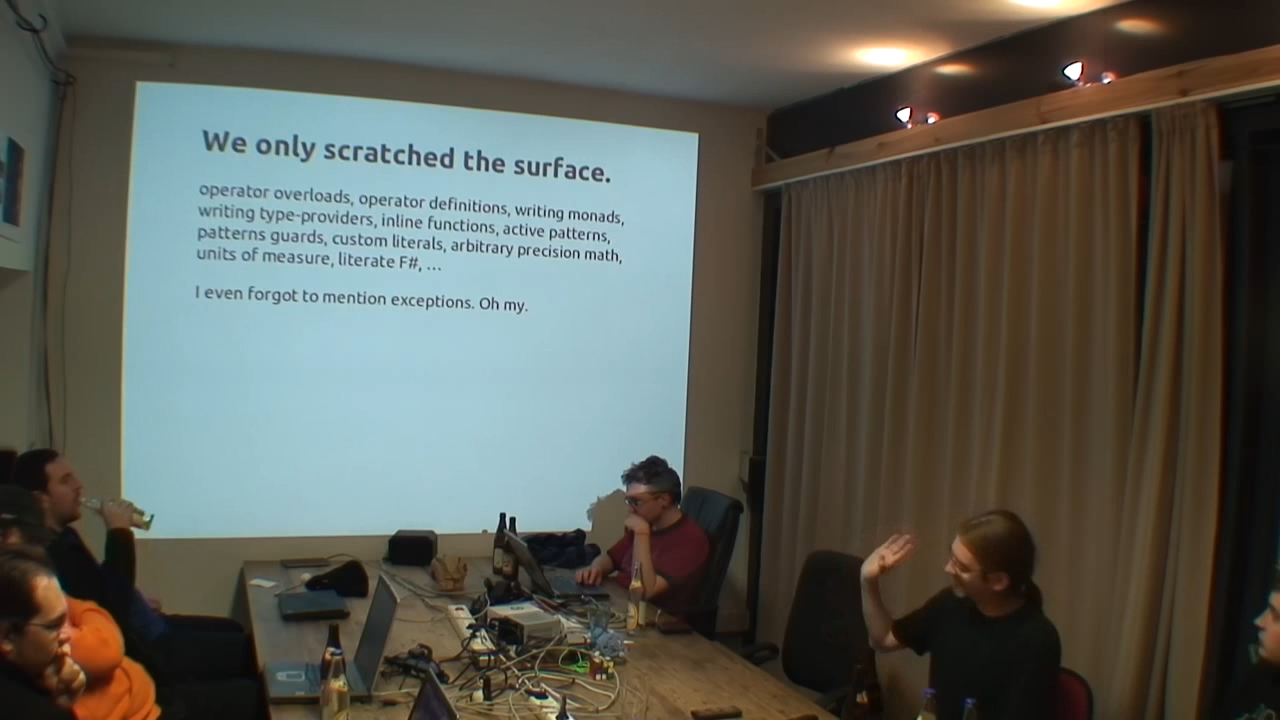 We only scratched the surface.
operator overloads, operator definitions, writing monads,
writing type-providers, inline functions, active patterns,
patterns guards, custom literals, arbitrary precision math,
units of measure, literate F#, …
I even forgot to mention exceptions. Oh my.